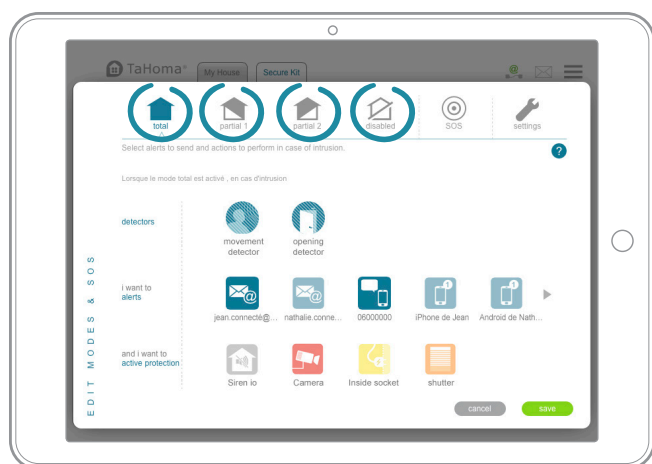 TaHoma®
My House
Secure Kit
@
total
partial 1
partial 2
disabled
SOS
settings
Select alerts to send and actions to perform in case of intrusion.
?
Lorsque le mode total est activé , en cas d'intrusion
detectors
movement
detector
opening
detector
i want to
alerts
@
1
1
jean.connecté@...
nathalie.conne...
06000000
iPhone de Jean
Android de Nath...
and i want to
active protection
Siren io
Camera
Inside socket
shutter
EDIT MODES & SOS
cancel
save